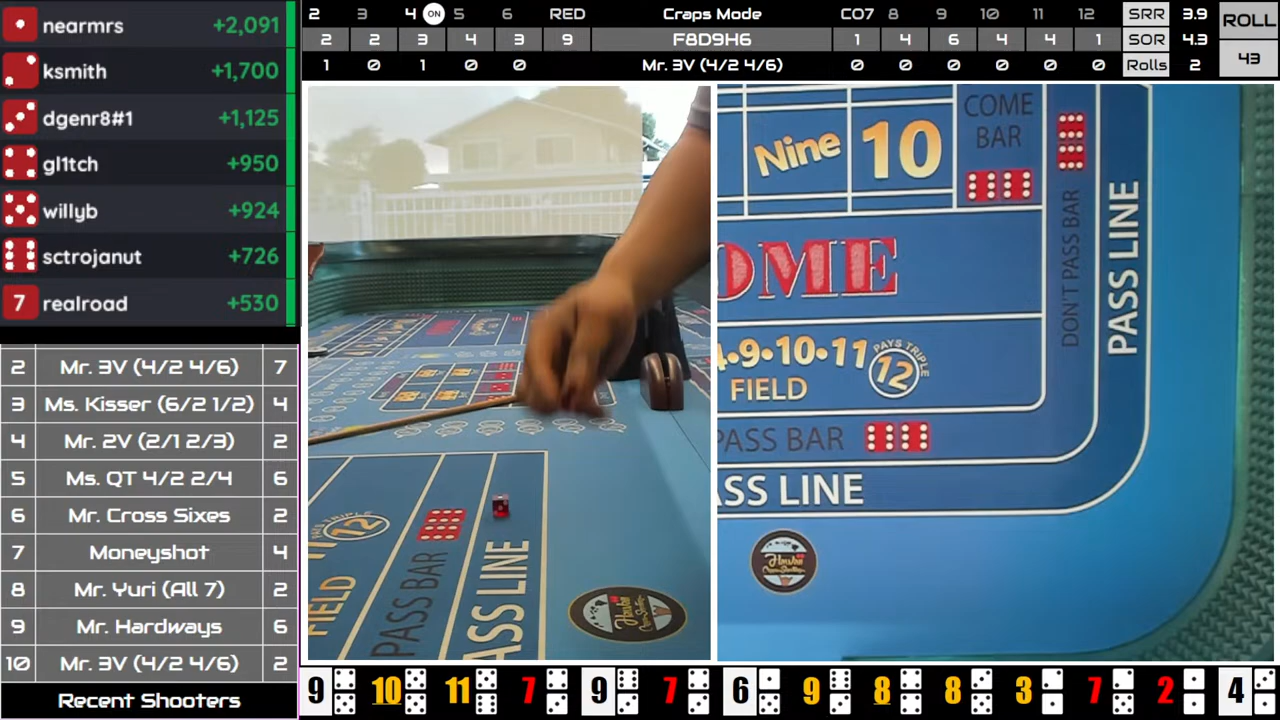 nearmrs +2,091
ksmith +1,700
dgenr8#1 +1,125
gl1tch +950
willyb +924
sctrojanut +726
7 realroad +530
2 Mr. 3V (4/2 4/6) 7
3 Ms. Kisser (6/2 1/2) 4
4 Mr. 2V (2/1 2/3) 2
5 Ms. QT 4/2 2/4 6
6 Mr. Cross Sixes 2
7 Moneyshot 4
8 Mr. Yuri (All 7) 2
9 Mr. Hardways 6
10 Mr. 3V (4/2 4/6) 2
Recent Shooters
2 3 4 ON 5 6 RED Craps Mode CO7 8 9 10 11 12 SRR 3.9 ROLL
2 2 3 4 3 9 F8D9H6 1 4 6 4 4 1 SOR 4.3 43
1 0 1 0 0 Mr. 3V (4/2 4/6) 0 0 0 0 0 0 Rolls 2
PAYS TRIPLE
12
FIELD
PASS BAR
ASS LINE
Nine
10
COME
BAR
OME
DON'T PASS BAR
PASS LINE
4•9•10•11
PAYS TRIPLE
12
FIELD
PASS BAR
ASS LINE
Hawaii
9 10 11 7 9 7 6 9 8 8 3 7 2 4